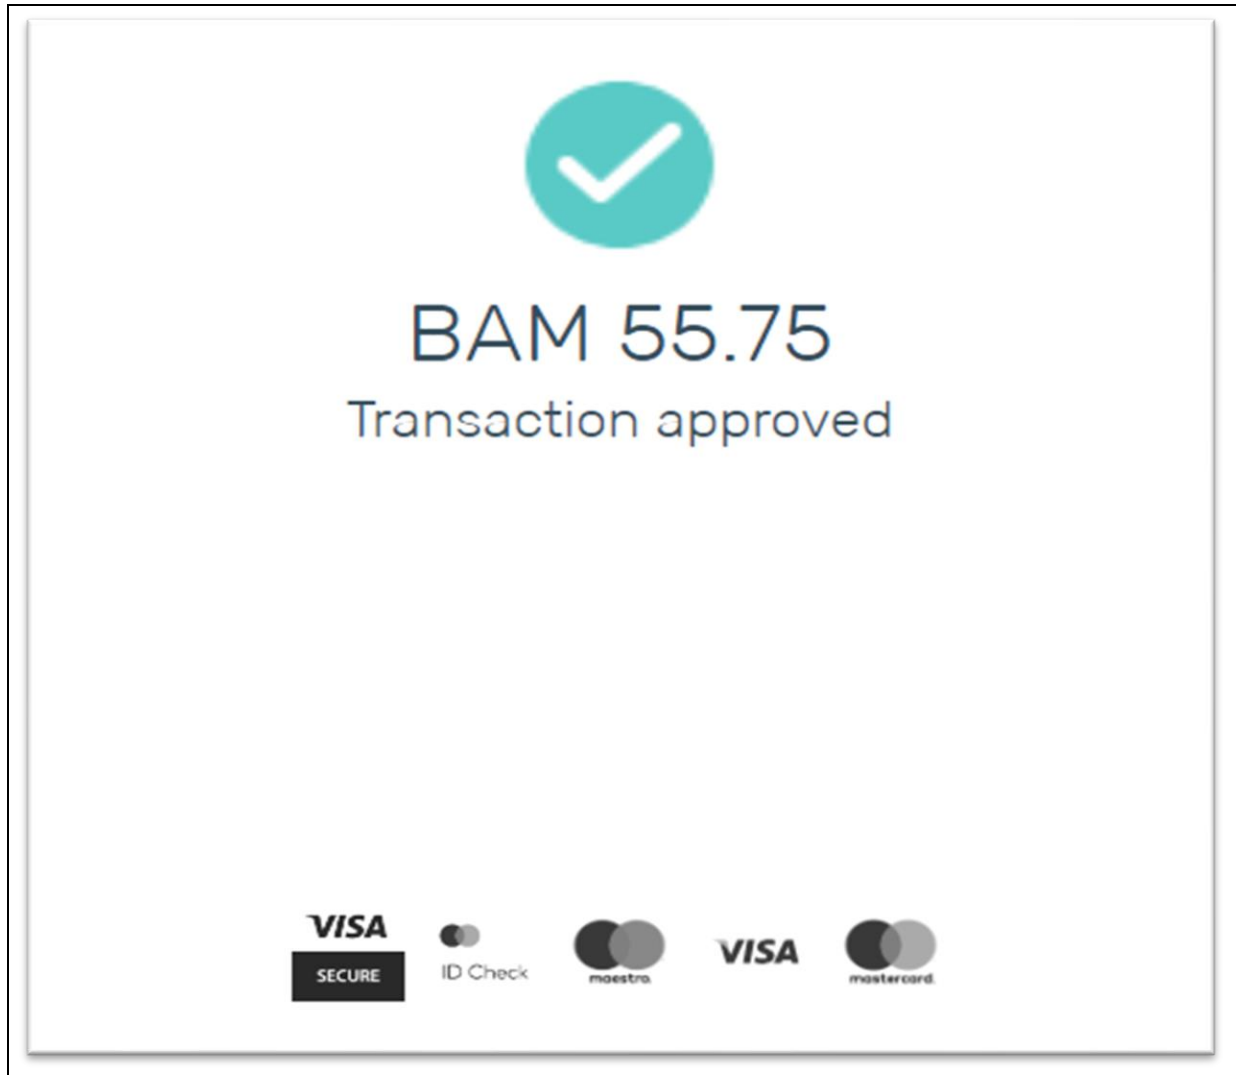 BAM 55.75
Transaction approved
VISA
SECURE
ID Check
maestro.
VISA
mastercard.